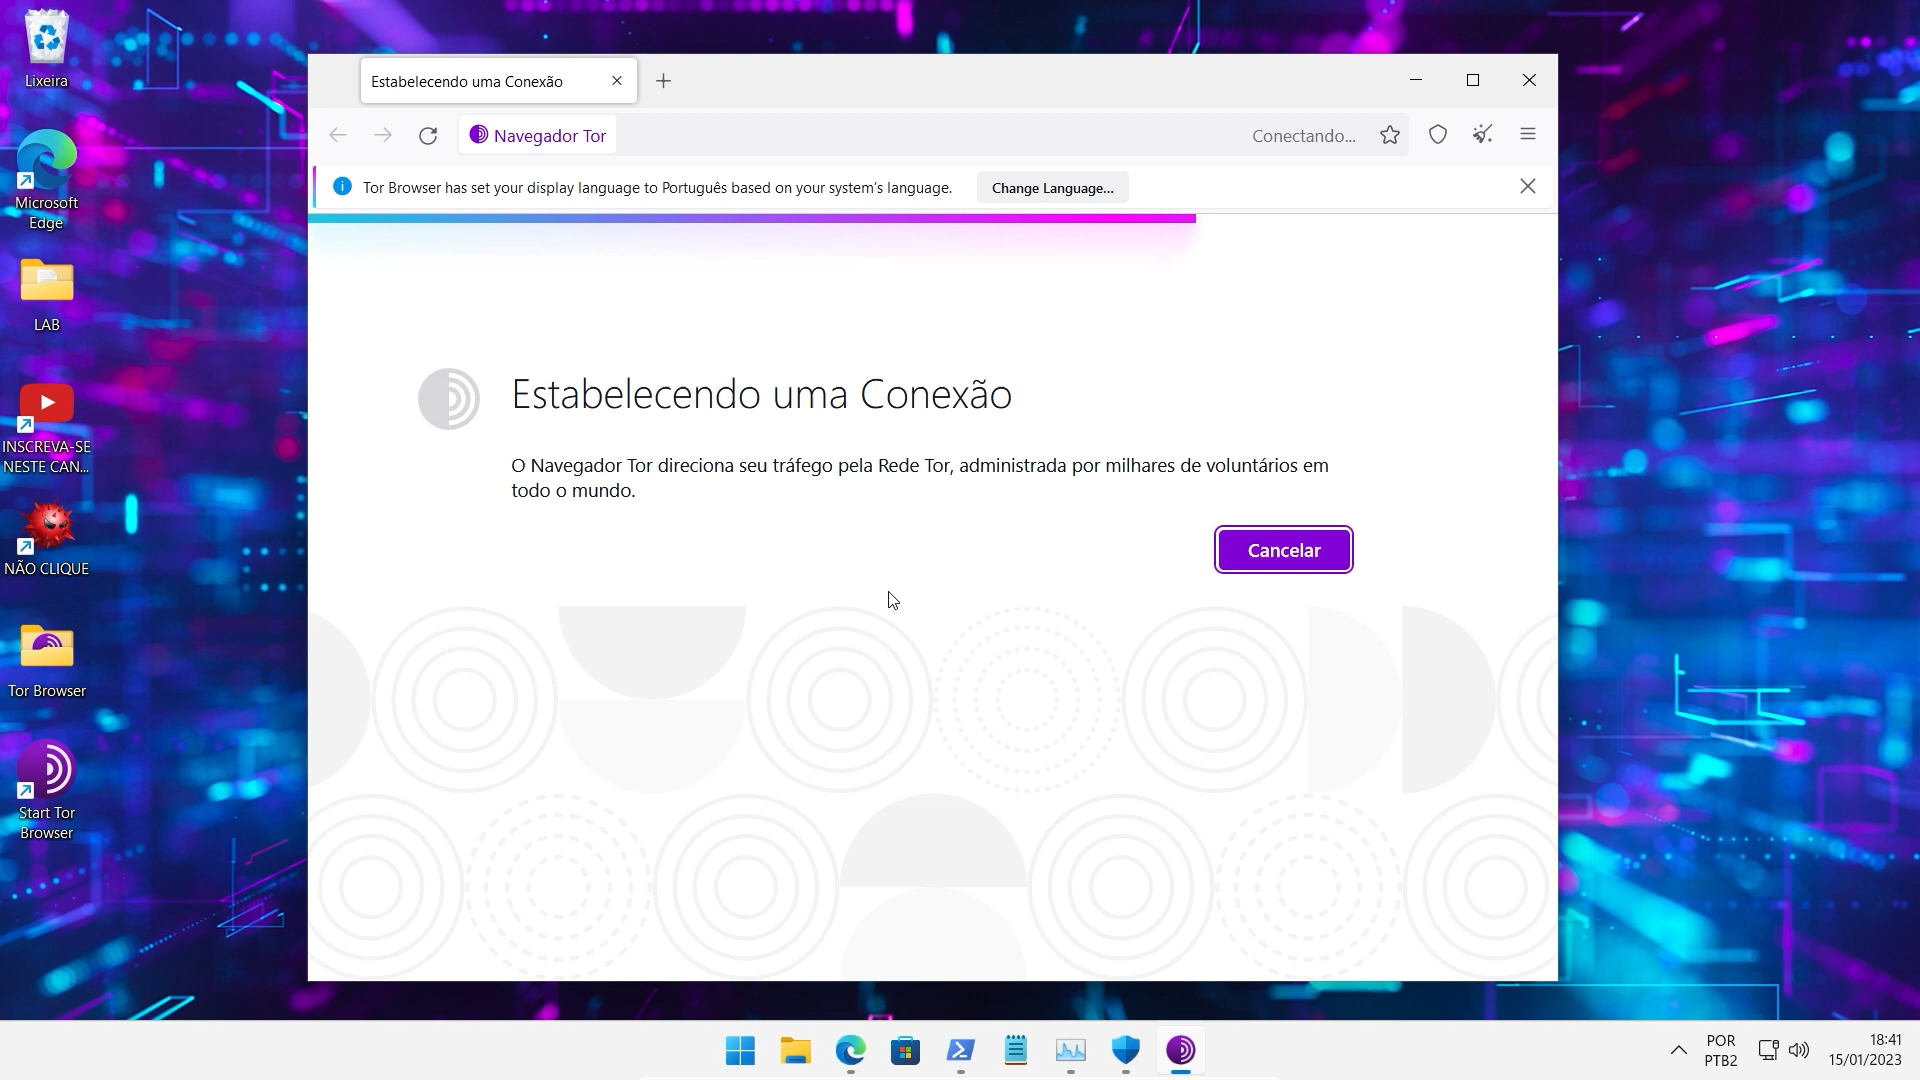 Lixeira
Microsoft
Edge
LAB
INSCREVA-SE
NESTE CAN...
NÃO CLIQUE
Tor Browser
Start Tor
Browser
Estabelecendo uma Conexão
Navegador Tor
Conectando...
Tor Browser has set your display language to Português based on your system's language.
Change Language...
Estabelecendo uma Conexão
O Navegador Tor direciona seu tráfego pela Rede Tor, administrada por milhares de voluntários em
todo o mundo.
Cancelar
POR
PTB2
18:41
15/01/2023